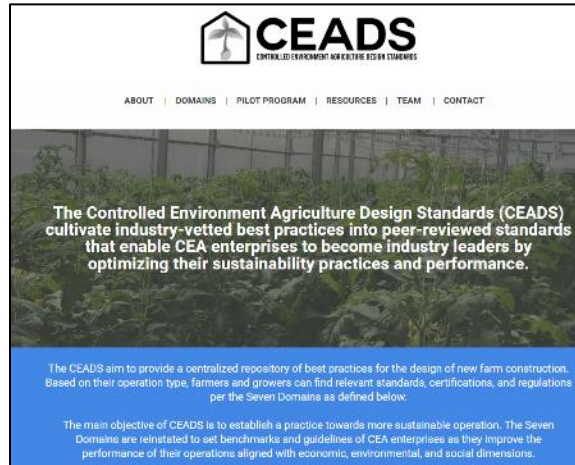 CEADS
CONTROLLED ENVIRONMENT AGRICULTURE DESIGN STANDARDS
ABOUT | DOMAINS | PILOT PROGRAM | RESOURCES | TEAM | CONTACT
The Controlled Environment Agriculture Design Standards (CEADS)
cultivate industry-vetted best practices into peer-reviewed standards
that enable CEA enterprises to become industry leaders by
optimizing their sustainability practices and performance.
The CEADS aim to provide a centralized repository of best practices for the design of new farm construction.
Based on their operation type, farmers and growers can find relevant standards, certifications, and regulations
per the Seven Domains as defined below.
The main objective of CEADS is to establish a practice towards more sustainable operation. The Seven
Domains are reinstated to set benchmarks and guidelines of CEA enterprises as they improve the
performance of their operations aligned with economic, environmental, and social dimensions.